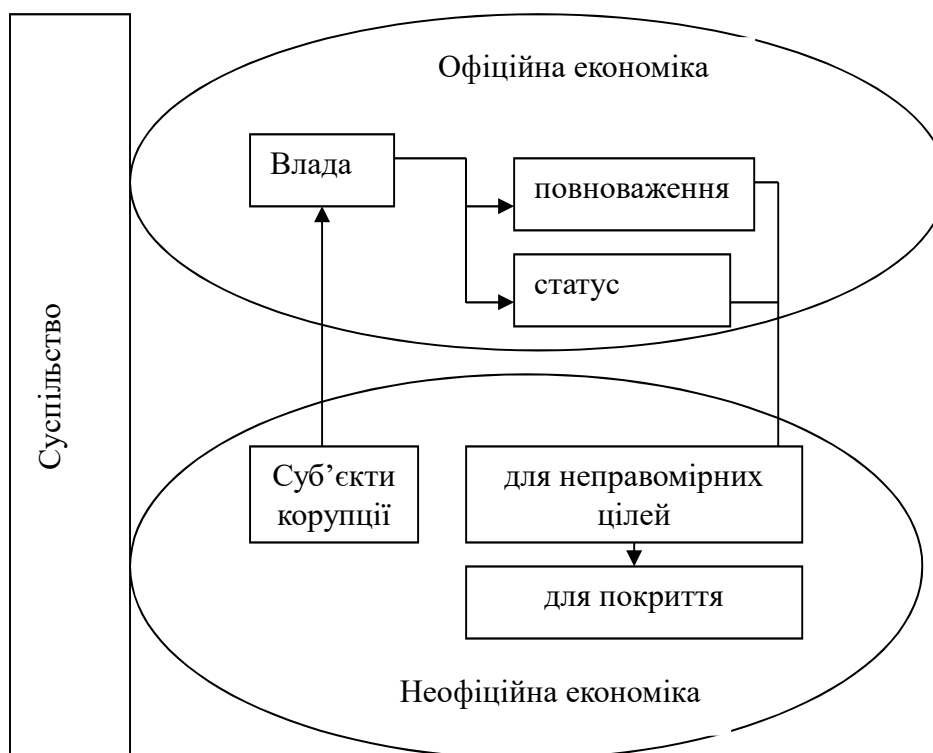 Офіційна економіка
Влада
повноваження
статус
Суспільство
Суб’єкти
корупції
для неправомірних
цілей
для покриття
Неофіційна економіка